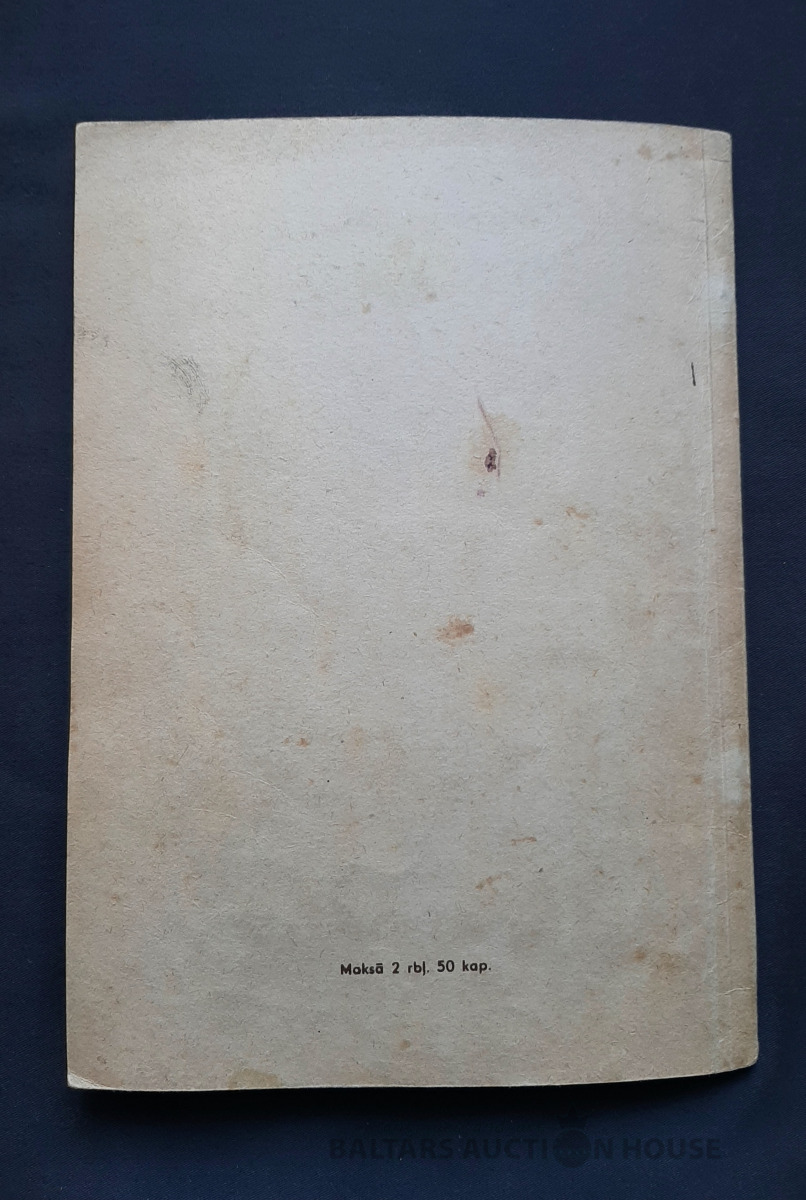 Maksā 2 rbļ. 50 kap.
BALTARS AUCTION HOUSE